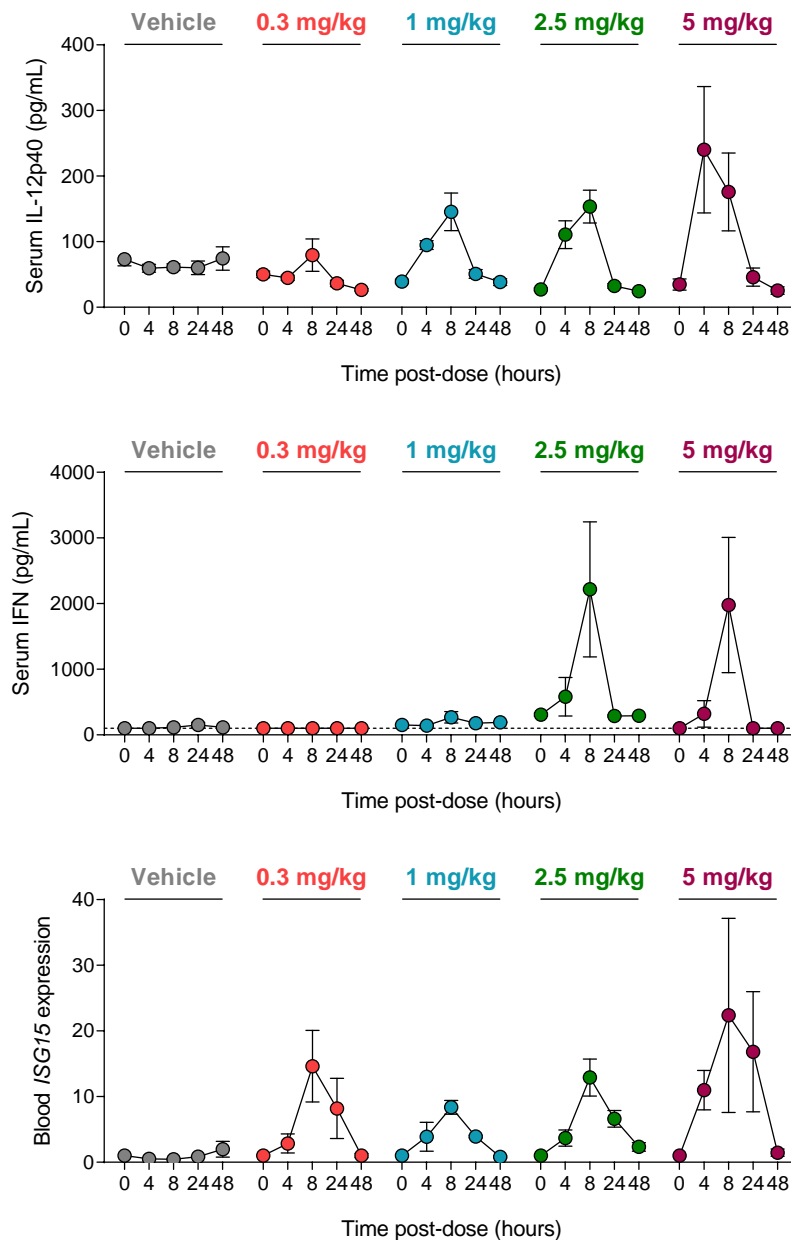 Vehicle 0.3 mg/kg 1 mg/kg 2.5 mg/kg 5 mg/kg
400
300
200
100
0
Serum IL-12p40 (pg/mL)
0 4 8 24 48 0 4 8 24 48 0 4 8 24 48 0 4 8 24 48 0 4 8 24 48
Time post-dose (hours)
Vehicle 0.3 mg/kg 1 mg/kg 2.5 mg/kg 5 mg/kg
4000
3000
2000
1000
0
Serum IFN (pg/mL)
0 4 8 24 48 0 4 8 24 48 0 4 8 24 48 0 4 8 24 48 0 4 8 24 48
Time post-dose (hours)
Vehicle 0.3 mg/kg 1 mg/kg 2.5 mg/kg 5 mg/kg
40
30
20
10
0
Blood ISG15 expression
0 4 8 24 48 0 4 8 24 48 0 4 8 24 48 0 4 8 24 48 0 4 8 24 48
Time post-dose (hours)